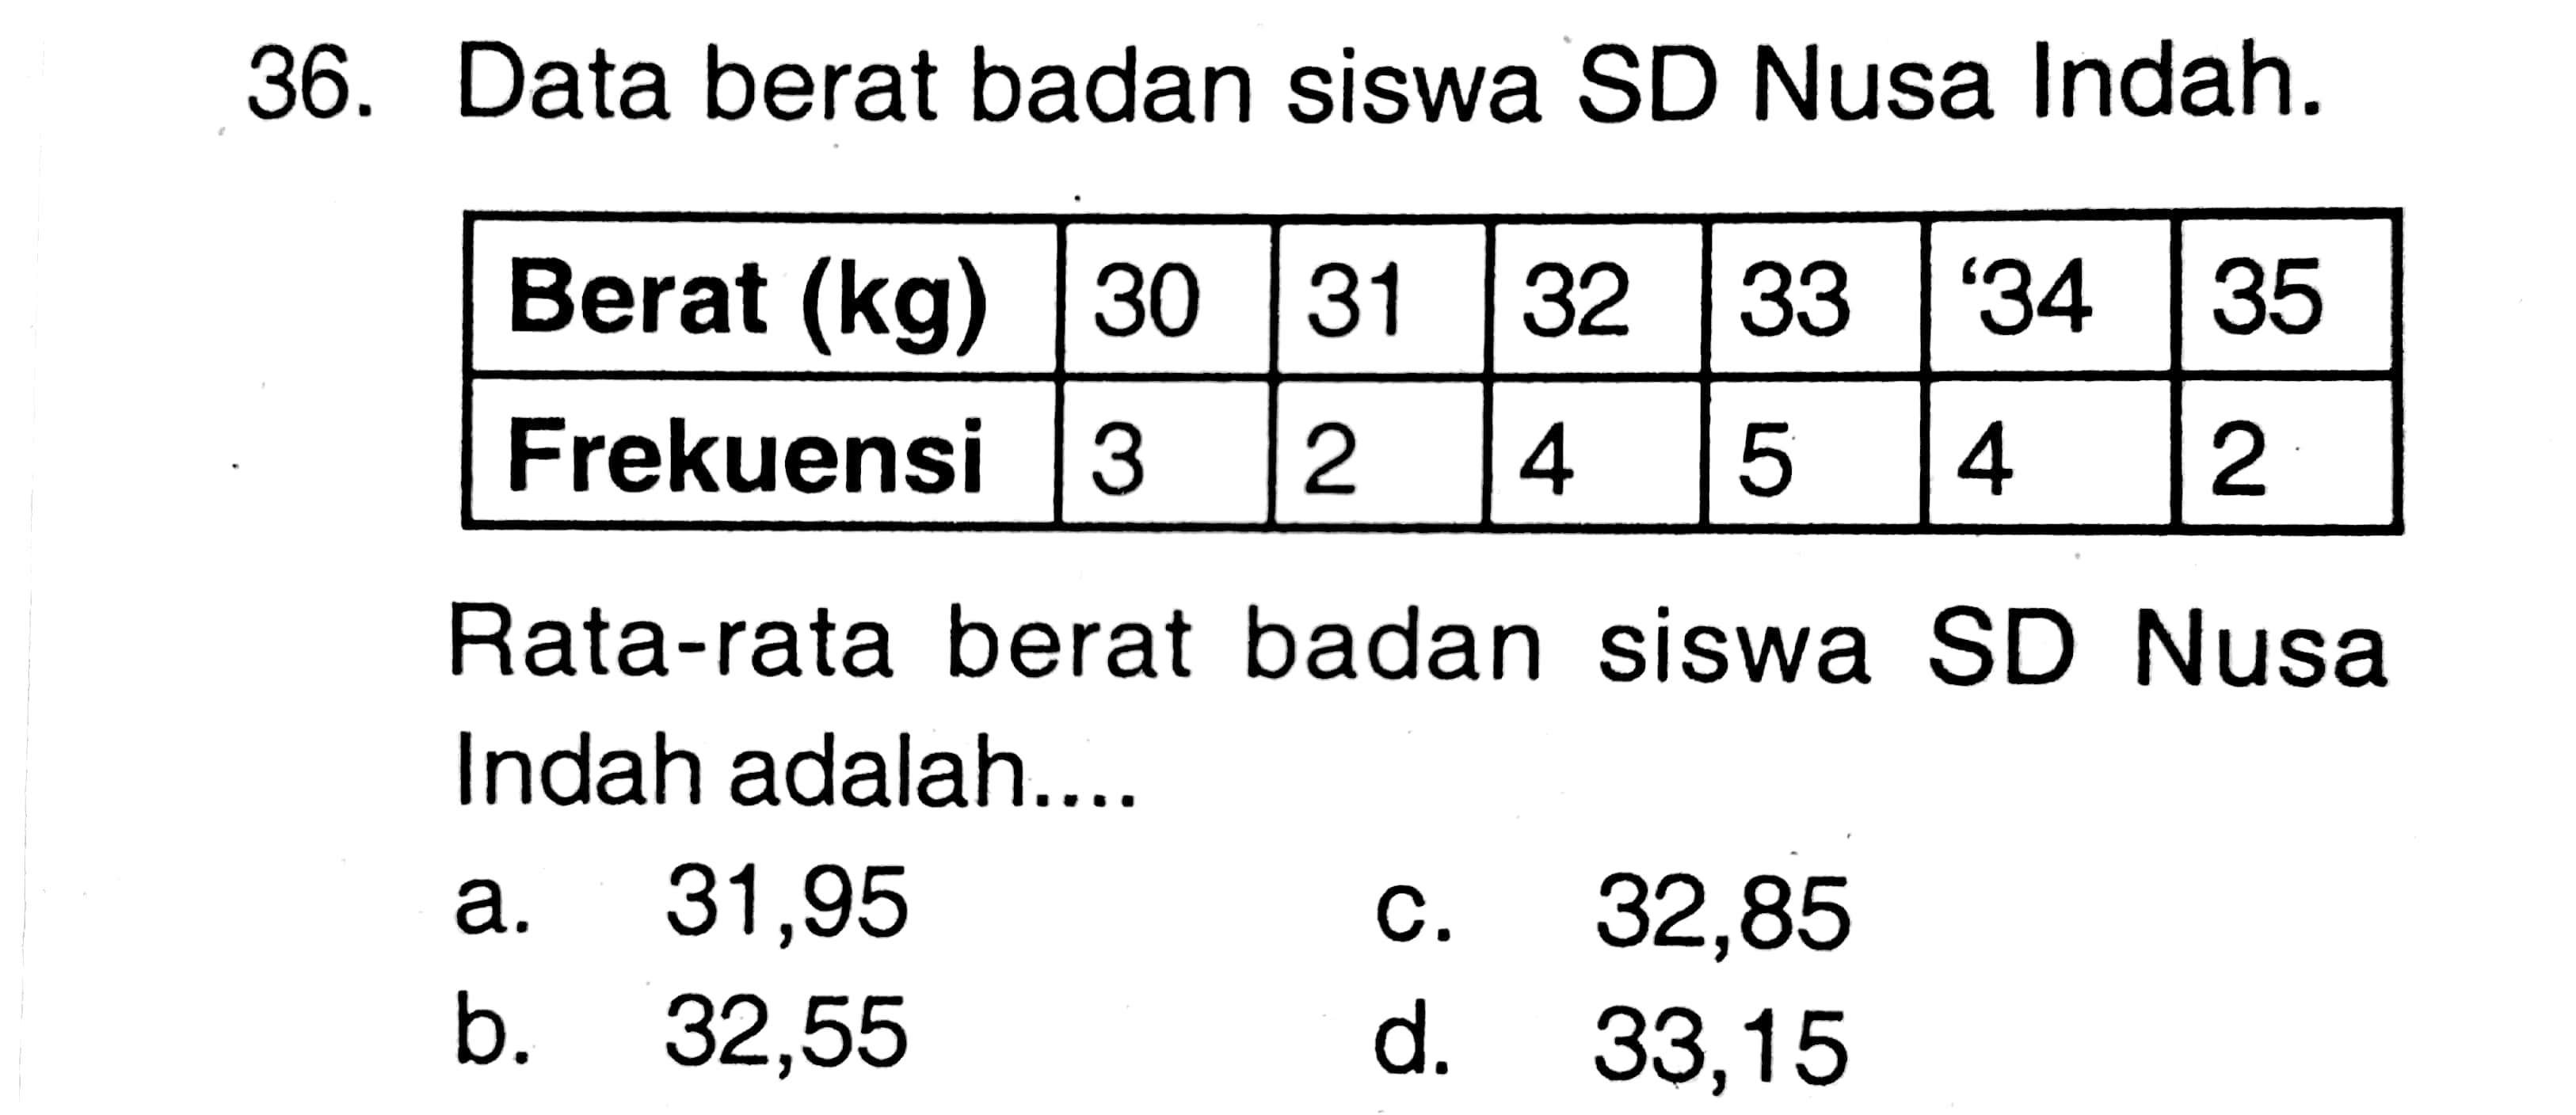 36. Data berat badan siswa SD Nusa Indah.
Berat (kg) 30 31 32 33 '34 35
Frekuensi 3 2 4 5 4 2
Rata-rata berat badan siswa SD Nusa
Indah adalah....
a. 31,95 c. 32,85
b. 32,55 d. 33,15